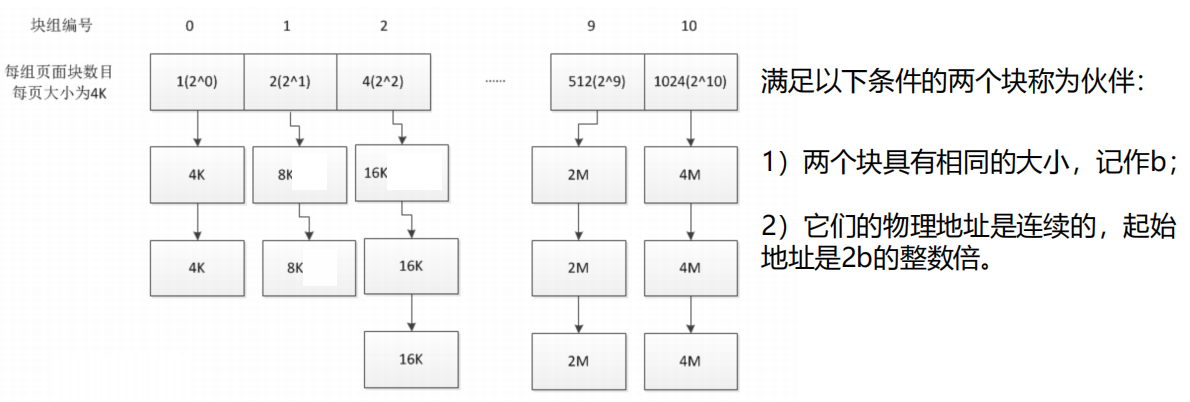 块组编号 0 1 2 9 10
每组页面块数目
每页大小为4K
1(2^0) 2(2^1) 4(2^2) ...... 512(2^9) 1024(2^10)
4K 8K 16K 2M 4M
4K 8K 16K 2M 4M
16K 2M 4M
满足以下条件的两个块称为伙伴：
1）两个块具有相同的大小，记作b；
2）它们的物理地址是连续的，起始
地址是2b的整数倍。